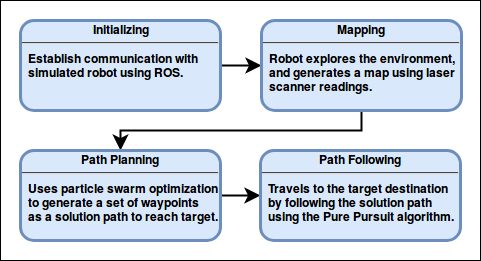 Initializing
Establish communication with
simulated robot using ROS.
Mapping
Robot explores the environment,
and generates a map using laser
scanner readings.
Path Planning
Uses particle swarm optimization
to generate a set of waypoints
as a solution path to reach target.
Path Following
Travels to the target destination
by following the solution path
using the Pure Pursuit algorithm.